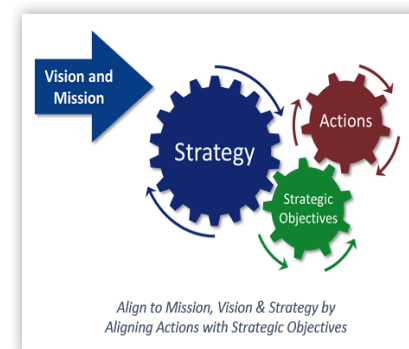 Vision and
Mission
Strategy
Actions
Strategic
Objectives
Align to Mission, Vision & Strategy by
Aligning Actions with Strategic Objectives